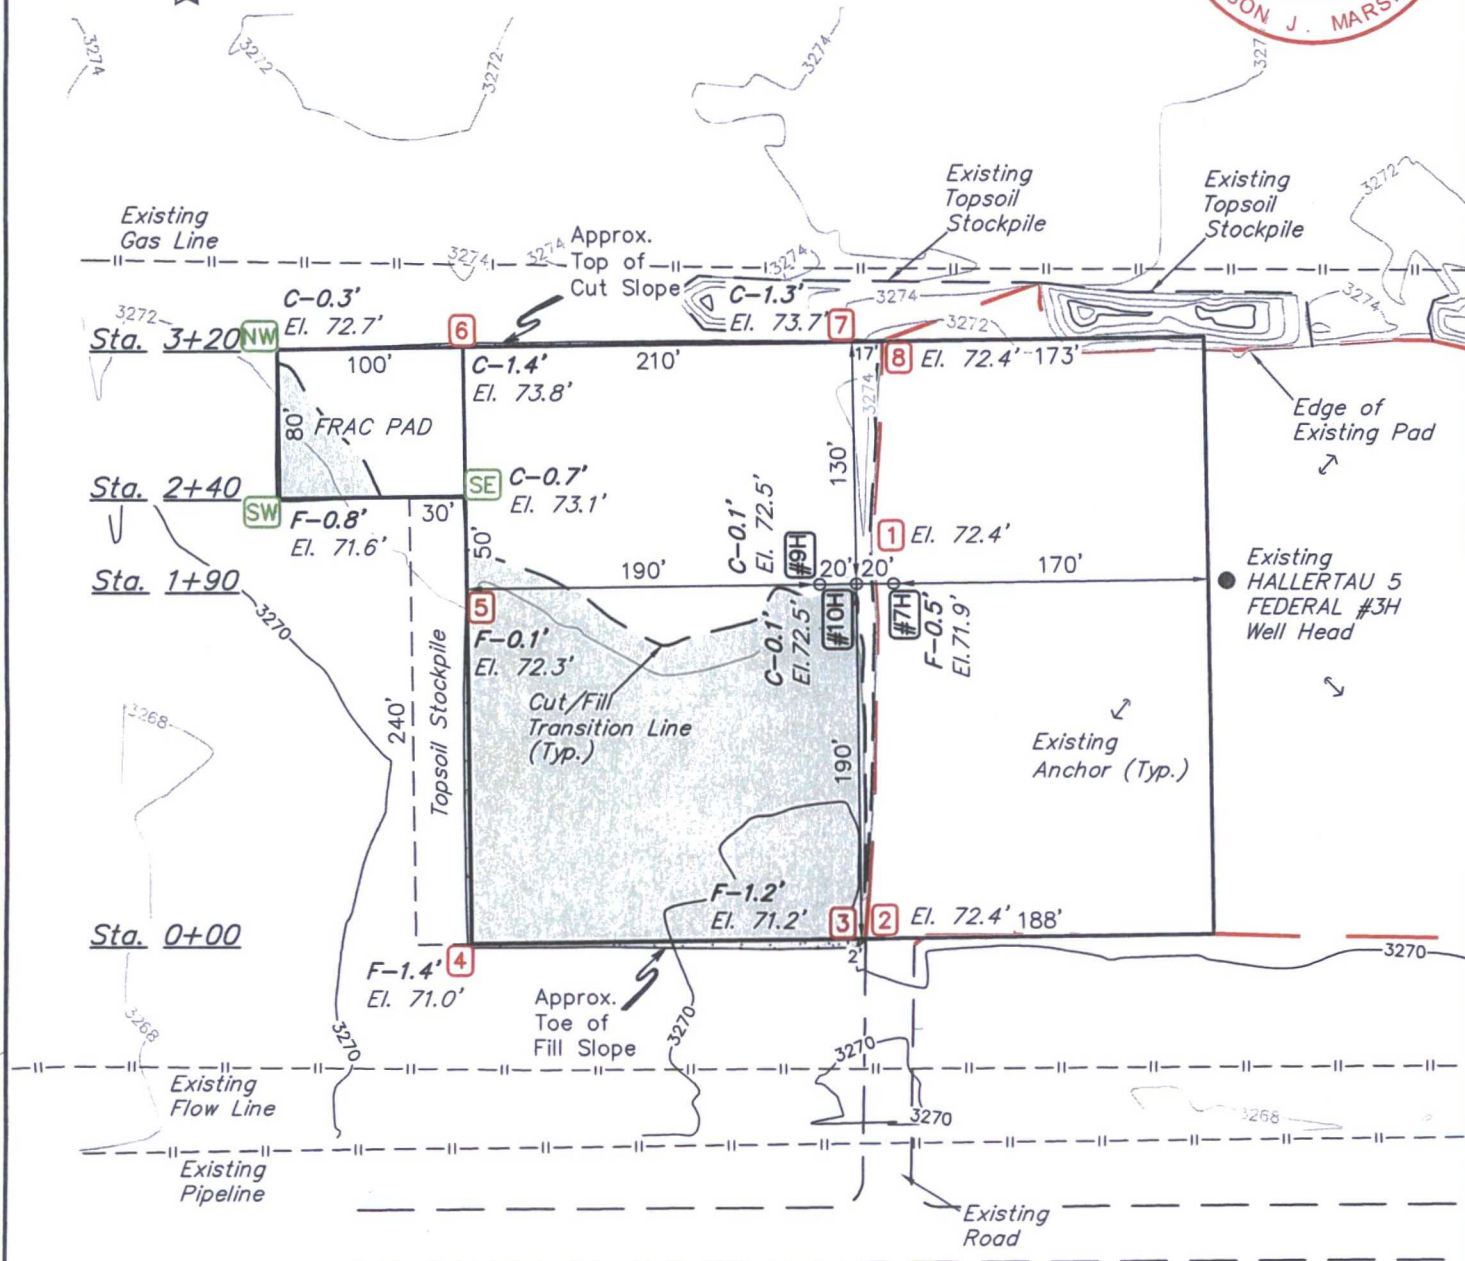 SON J. MARS
3274
3272
3272
3274
327
Existing
Topsoil
Stockpile
Existing
Topsoil
Stockpile
3272
Existing
Gas Line
Approx.
Top of
Cut Slope
3274
3274
3274
3274
3274
3272
3272
C-0.3'
El. 72.7'
C-1.3'
El. 73.7'
Sta. 3+20
NW
6
7
8
El. 72.4'
173'
17'
100'
210'
C-1.4'
El. 73.8'
3274
80'
FRAC PAD
130'
Edge of
Existing Pad
Sta. 2+40
SW
SE
C-0.7'
El. 73.1'
F-0.8'
El. 71.6'
30'
50'
C-0.1'
El. 72.5'
#9H
1
El. 72.4'
Sta. 1+90
190'
20'
20'
170'
Existing
HALLERTAU 5
FEDERAL #3H
Well Head
5
F-0.1'
El. 72.3'
C-0.1'
El. 72.5'
#10H
#7H
F-0.5'
El. 71.9'
3270
Cut/Fill
Transition Line
(Typ.)
240'
Topsoil Stockpile
190'
3268
Existing
Anchor (Typ.)
F-1.2'
El. 71.2'
3
2
El. 72.4'
188'
Sta. 0+00
4
F-1.4'
El. 71.0'
2'
3270
Approx.
Toe of
Fill Slope
3268
3270
3270
3270
3270
3268
Existing
Flow Line
Existing
Pipeline
Existing
Road